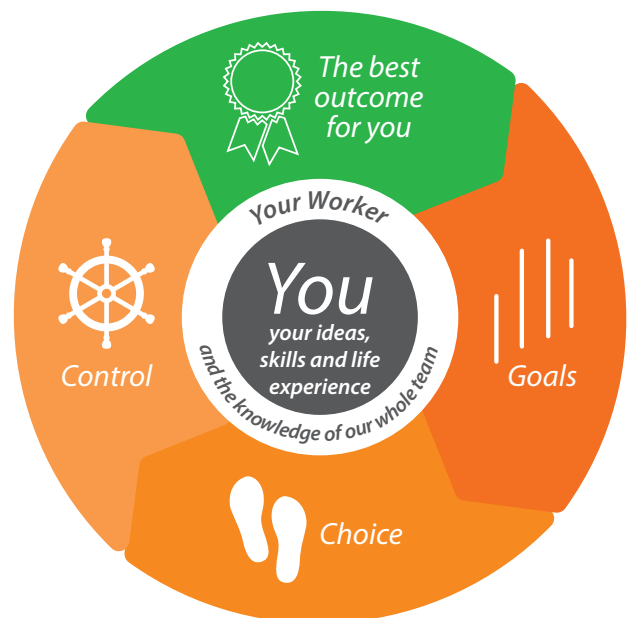 The best
outcome
for you
Your Worker
You
your ideas,
skills and life
experience
and the knowledge of our whole team
Control
Goals
Choice